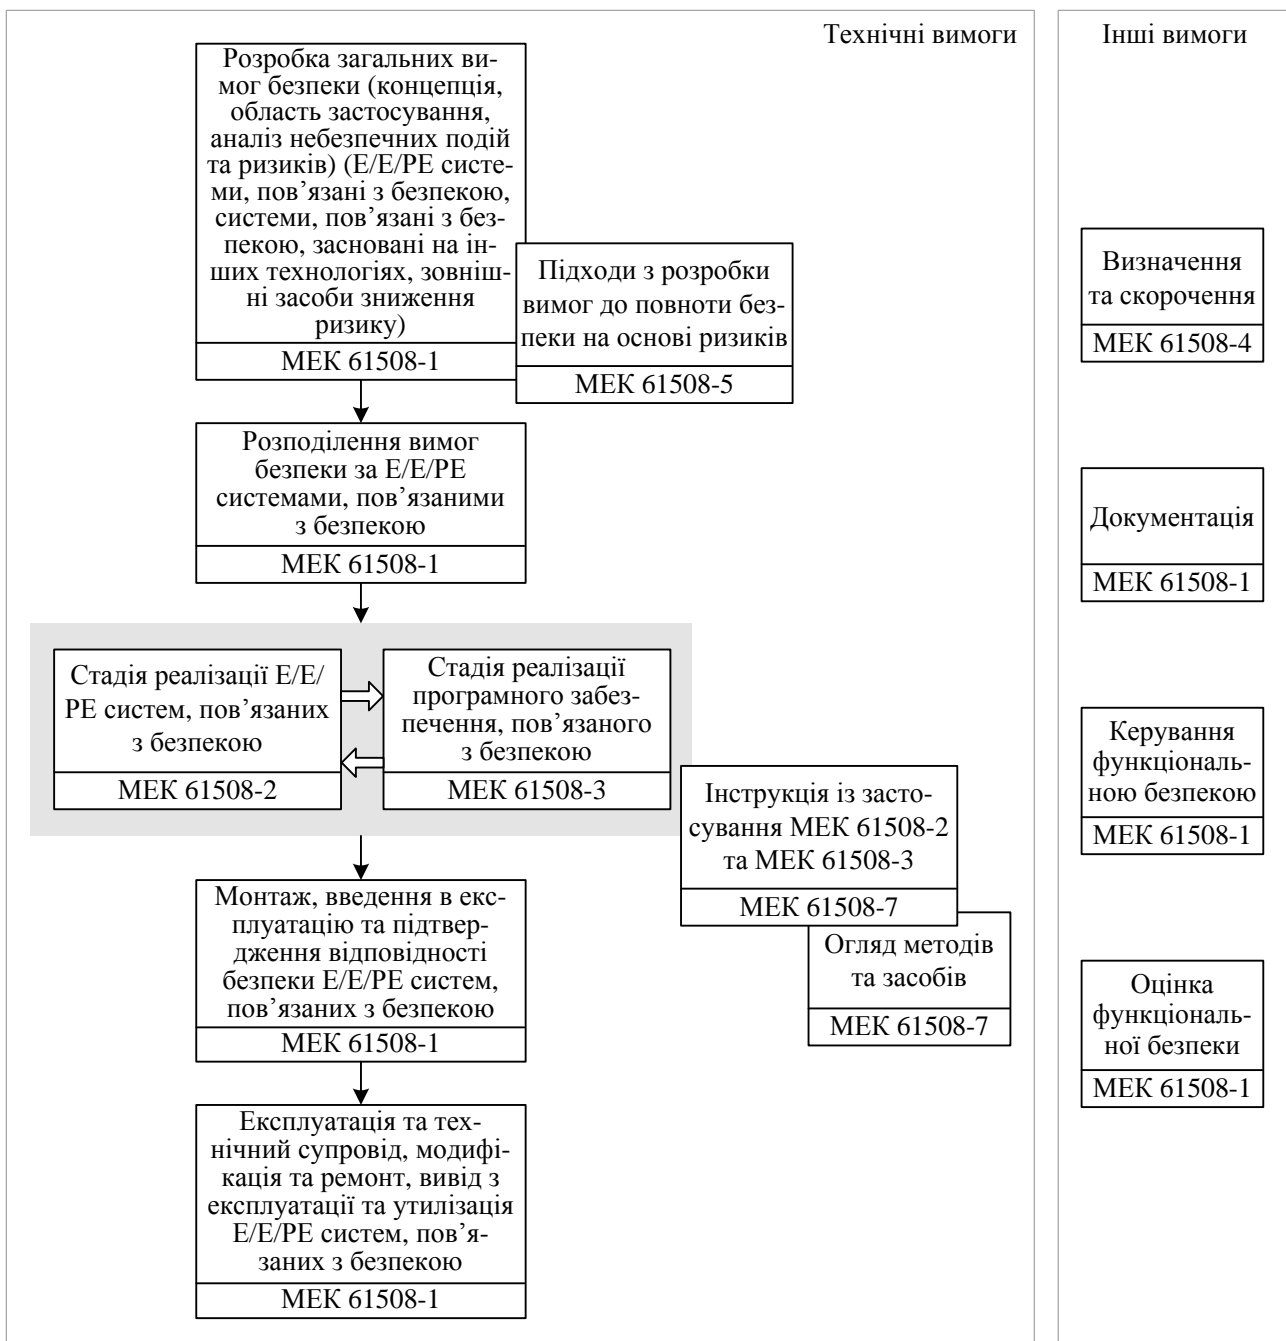 Технічні вимоги
Розробка загальних ви-
мог безпеки (концепція,
область застосування,
аналіз небезпечних подій
та ризиків) (Е/Е/РЕ систе-
ми, пов’язані з безпекою,
системи, пов’язані з без-
пекою, засновані на ін-
ших технологіях, зовніш-
ні засоби зниження
ризику)
МЕК 61508-1
Підходи з розробки
вимог до повноти без-
пеки на основі ризиків
МЕК 61508-5
Розподілення вимог
безпеки за Е/Е/РЕ
системами, пов’язаними
з безпекою
МЕК 61508-1
Стадія реалізації Е/Е/
РЕ систем, пов’язаних
з безпекою
МЕК 61508-2
Стадія реалізації
програмного забез-
печення, пов’язаного
з безпекою
МЕК 61508-3
Інструкція із засто-
сування МЕК 61508-2
та МЕК 61508-3
МЕК 61508-7
Огляд методів
та засобів
МЕК 61508-7
Монтаж, введення в екс-
плуатацію та підтвер-
дження відповідності
безпеки Е/Е/РЕ систем,
пов’язаних з безпекою
МЕК 61508-1
Експлуатація та тех-
нічний супровід, модифі-
кація та ремонт, вивід з
експлуатації та утилізація
Е/Е/РЕ систем, пов’я-
заних з безпекою
МЕК 61508-1
Інші вимоги
Визначення
та скорочення
МЕК 61508-4
Документація
МЕК 61508-1
Керування
функціональ-
ною безпекою
МЕК 61508-1
Оцінка
функціональ-
ної безпеки
МЕК 61508-1